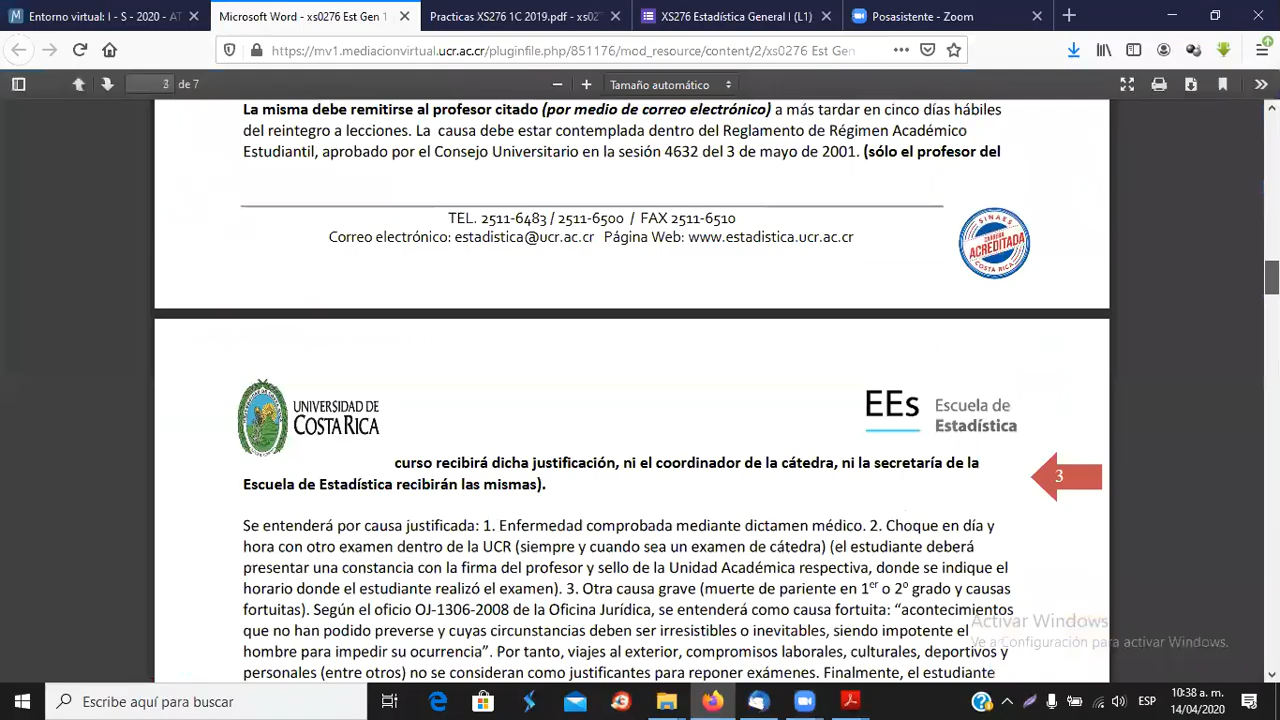 Entorno virtual: I - S - 2020 - AT
Microsoft Word - xs0276 Est Gen 1
Practicas XS276 1C 2019.pdf - xs02
XS276 Estadística General I (L1)
Posasistente - Zoom
https://mv1.mediacionvirtual.ucr.ac.cr/pluginfile.php/851176/mod_resource/content/2/xs0276 Est Gen
3 de 7
Tamaño automático
La misma debe remitirse al profesor citado (por medio de correo electrónico) a más tardar en cinco días hábiles
del reintegro a lecciones. La causa debe estar contemplada dentro del Reglamento de Régimen Académico
Estudiantil, aprobado por el Consejo Universitario en la sesión 4632 del 3 de mayo de 2001. (sólo el profesor del
TEL. 2511-6483 / 2511-6500 / FAX 2511-6510
Correo electrónico: estadistica@ucr.ac.cr Página Web: www.estadistica.ucr.ac.cr
SINAES
CARRERA
ACREDITADA
COSTA RICA
UNIVERSIDAD DE
COSTA RICA
EEs
Escuela de
Estadística
curso recibirá dicha justificación, ni el coordinador de la cátedra, ni la secretaría de la
Escuela de Estadística recibirán las mismas).
3
Se entenderá por causa justificada: 1. Enfermedad comprobada mediante dictamen médico. 2. Choque en día y
hora con otro examen dentro de la UCR (siempre y cuando sea un examen de cátedra) (el estudiante deberá
presentar una constancia con la firma del profesor y sello de la Unidad Académica respectiva, donde se indique el
horario donde el estudiante realizó el examen). 3. Otra causa grave (muerte de pariente en 1er o 2º grado y causas
fortuitas). Según el oficio OJ-1306-2008 de la Oficina Jurídica, se entenderá como causa fortuita: “acontecimientos
que no han podido preverse y cuyas circunstancias deben ser irresistibles o inevitables, siendo impotente el
hombre para impedir su ocurrencia”. Por tanto, viajes al exterior, compromisos laborales, culturales, deportivos y
personales (entre otros) no se consideran como justificantes para reponer exámenes. Finalmente, el estudiante
Activar Windows
Ve a Configuración para activar Windows.
Escribe aquí para buscar
ESP
10:38 a. m.
14/04/2020